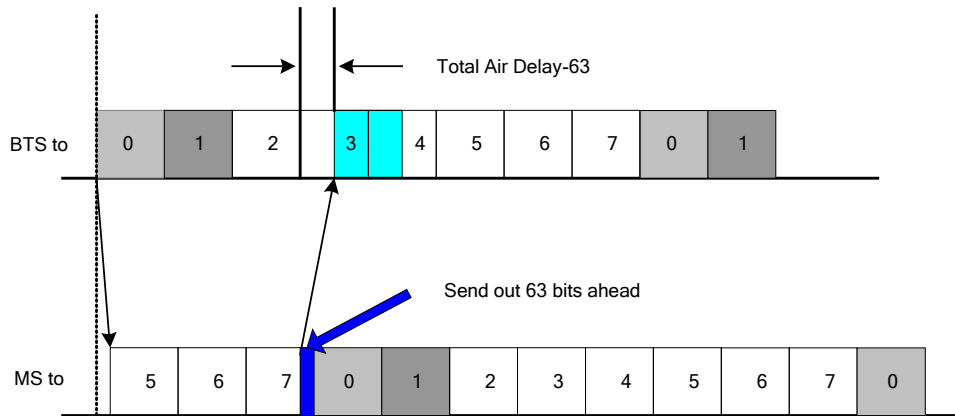 Total Air Delay-63
BTS to 0 1 2 3 4 5 6 7 0 1
Send out 63 bits ahead
MS to 5 6 7 0 1 2 3 4 5 6 7 0